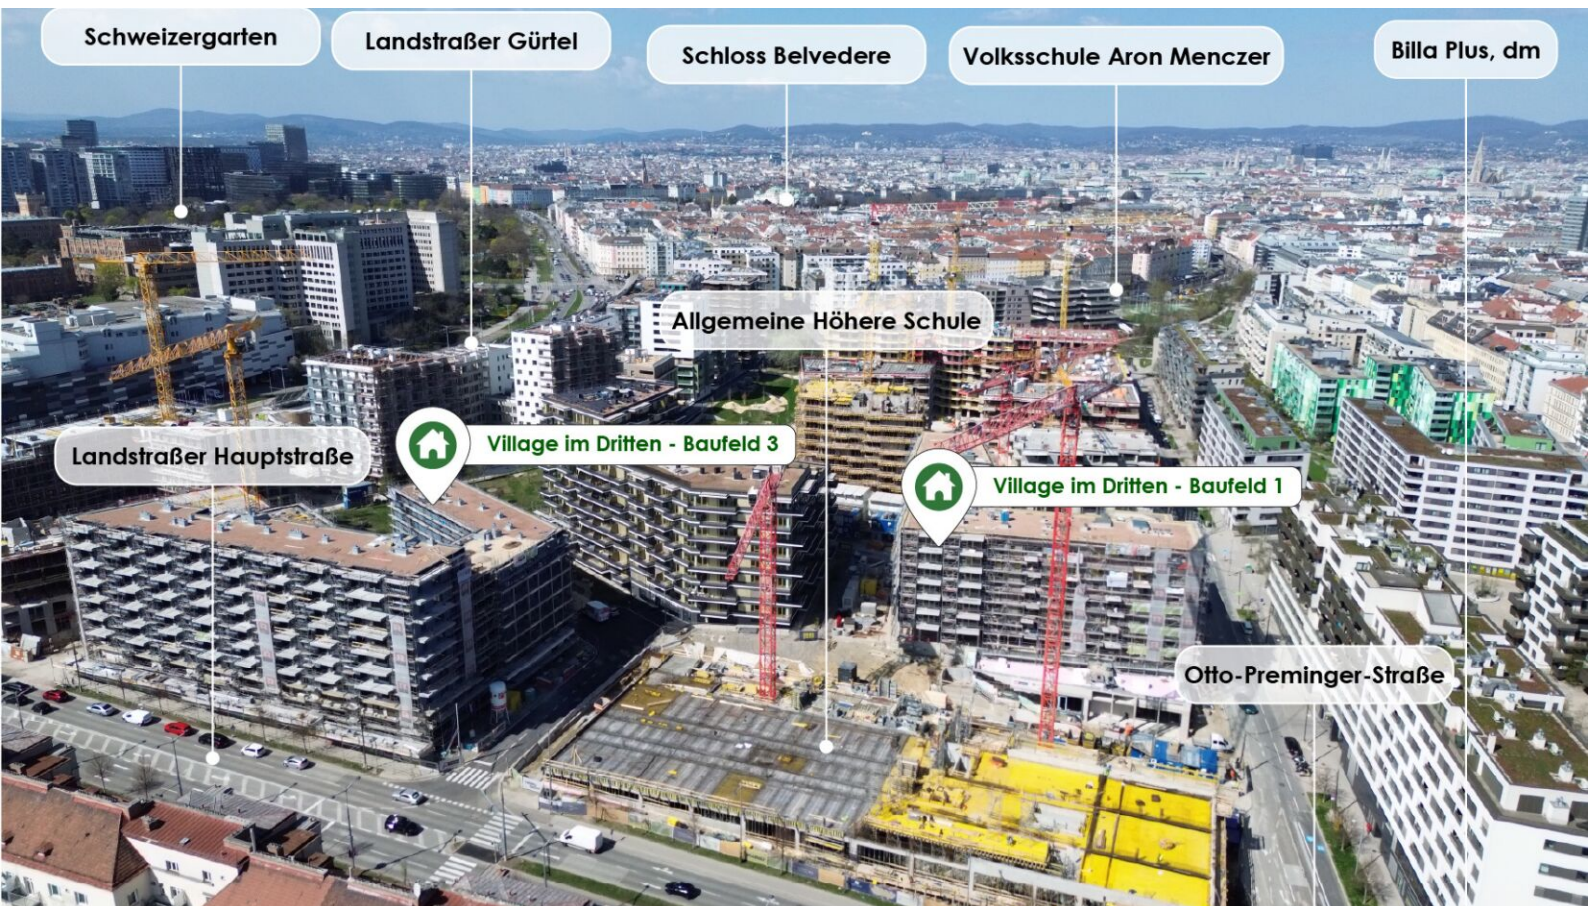 Schweizergarten
Landstraßer Gürtel
Schloss Belvedere
Volksschule Aron Menczer
Billa Plus, dm
Allgemeine Höhere Schule
Village im Dritten - Baufeld 3
Landstraßer Hauptstraße
Village im Dritten - Baufeld 1
Otto-Preminger-Straße